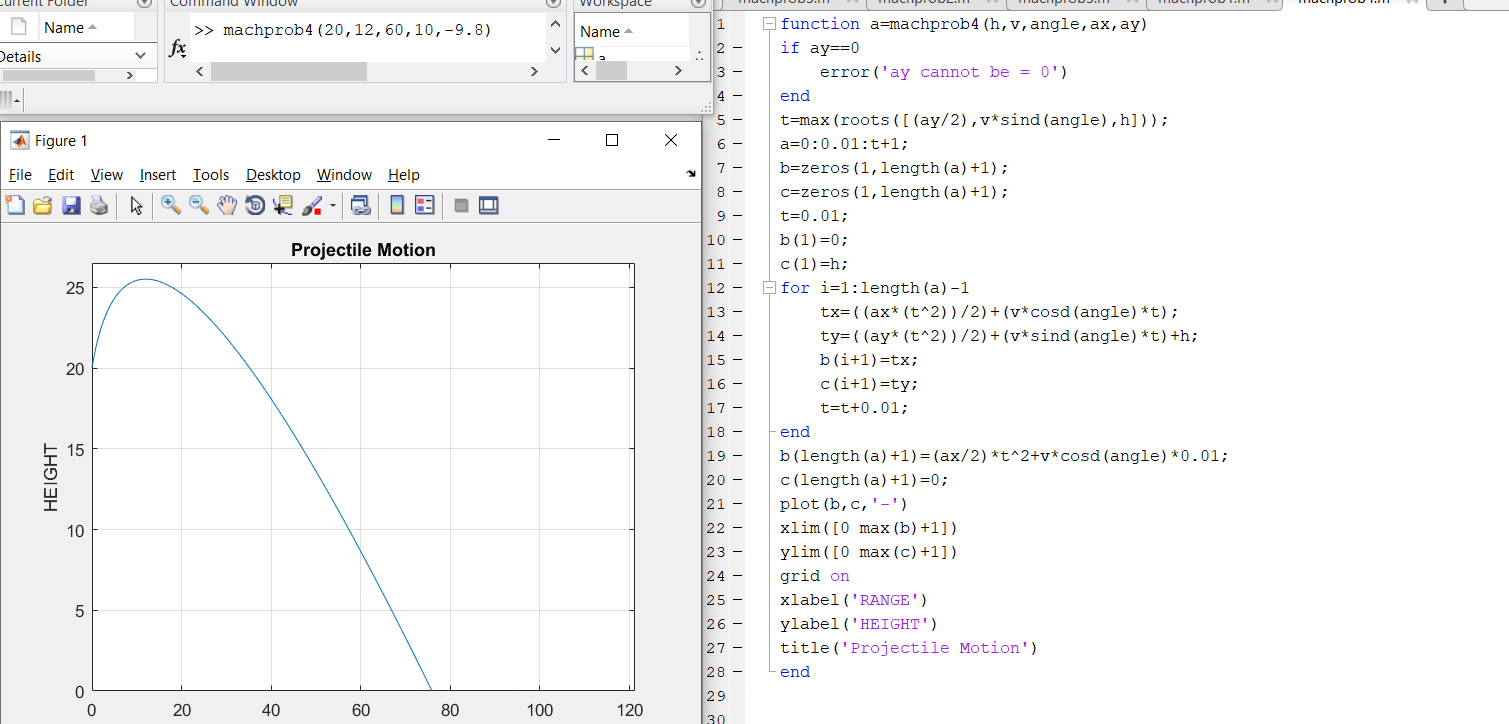 Current Folder
Command Window
Workspace
Name
Details
fx
>> machprob4(20,12,60,10,-9.8)
Name
a
Figure 1
File Edit View Insert Tools Desktop Window Help
Projectile Motion
HEIGHT
25
20
15
10
5
0
0 20 40 60 80 100 120
1 function a=machprob4(h,v,angle,ax,ay)
2 if ay==0
3 error('ay cannot be = 0')
4 end
5 t=max(roots([(ay/2),v*sind(angle),h]));
6 a=0:0.01:t+1;
7 b=zeros(1,length(a)+1);
8 c=zeros(1,length(a)+1);
9 t=0.01;
10 b(1)=0;
11 c(1)=h;
12 for i=1:length(a)-1
13 tx=((ax*(t^2))/2)+(v*cosd(angle)*t);
14 ty=((ay*(t^2))/2)+(v*sind(angle)*t)+h;
15 b(i+1)=tx;
16 c(i+1)=ty;
17 t=t+0.01;
18 end
19 b(length(a)+1)=(ax/2)*t^2+v*cosd(angle)*0.01;
20 c(length(a)+1)=0;
21 plot(b,c,'-')
22 xlim([0 max(b)+1])
23 ylim([0 max(c)+1])
24 grid on
25 xlabel('RANGE')
26 ylabel('HEIGHT')
27 title('Projectile Motion')
28 end
29
30